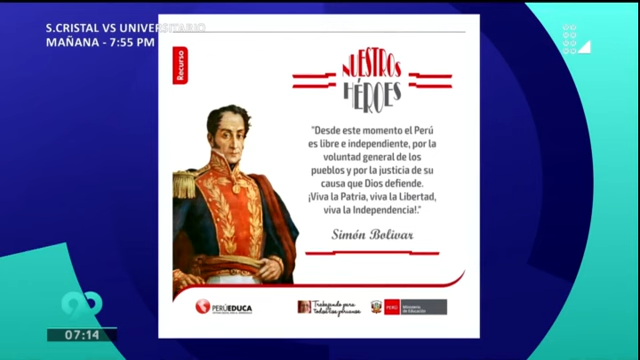 S.CRISTAL VS UNIVERSITARIO
MAÑANA - 7:55 PM
Recurso
NUESTROS
HÉROES
"Desde este momento el Perú
es libre e independiente, por la
voluntad general de los
pueblos y por la justicia de su
causa que Dios defiende.
¡Viva la Patria, viva la Libertad,
viva la Independencia!."
Simón Bolivar
PERÚEDUCA
Trabajando para
todos los peruanos
PERÚ
Ministerio
de Educación
90
07:14